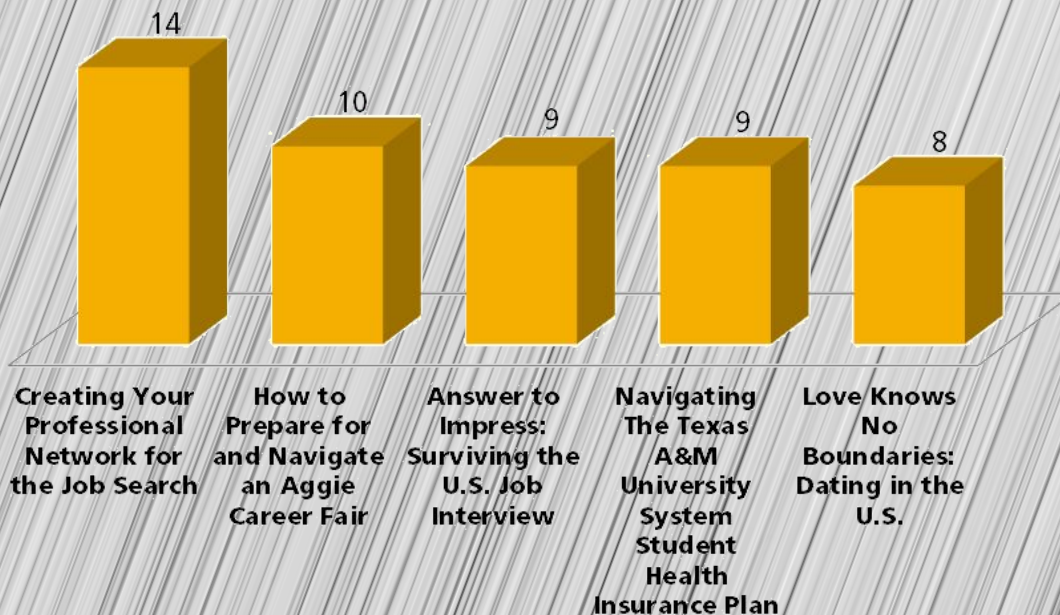 14
10
9
9
8
Creating Your
Professional
Network for
the Job Search
How to
Prepare for
and Navigate
an Aggie
Career Fair
Answer to
Impress:
Surviving the
U.S. Job
Interview
Navigating
The Texas
A&M
University
System
Student
Health
Insurance Plan
Love Knows
No
Boundaries:
Dating in the
U.S.